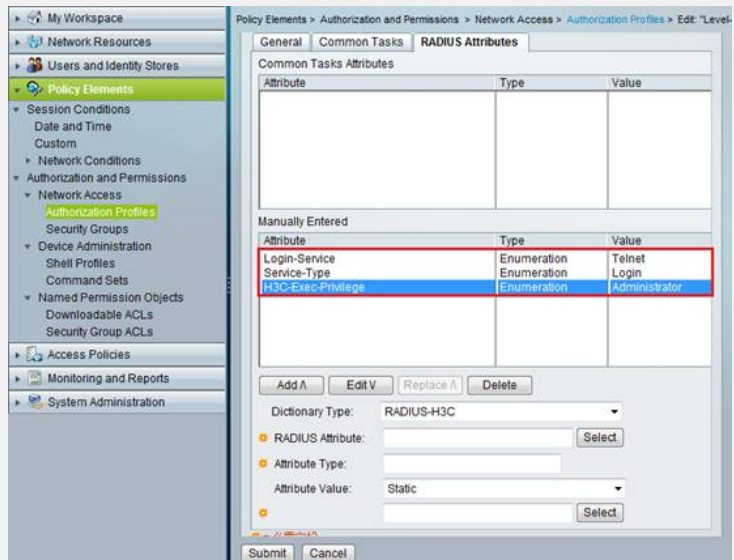 My Workspace
Network Resources
Users and Identity Stores
Policy Elements
Session Conditions
Date and Time
Custom
Network Conditions
Authorization and Permissions
Network Access
Authorization Profiles
Security Groups
Device Administration
Shell Profiles
Command Sets
Named Permission Objects
Downloadable ACLs
Security Group ACLs
Access Policies
Monitoring and Reports
System Administration
Policy Elements > Authorization and Permissions > Network Access > Authorization Profiles > Edit: "Level-
General Common Tasks RADIUS Attributes
Common Tasks Attributes
Attribute Type Value
Manually Entered
Attribute Type Value
Login-Service Enumeration Telnet
Service-Type Enumeration Login
H3C-Exec-Privilege Enumeration Administrator
Add Λ Edit V Replace Λ Delete
Dictionary Type: RADIUS-H3C
RADIUS Attribute: Select
Attribute Type:
Attribute Value: Static
Select
Submit Cancel